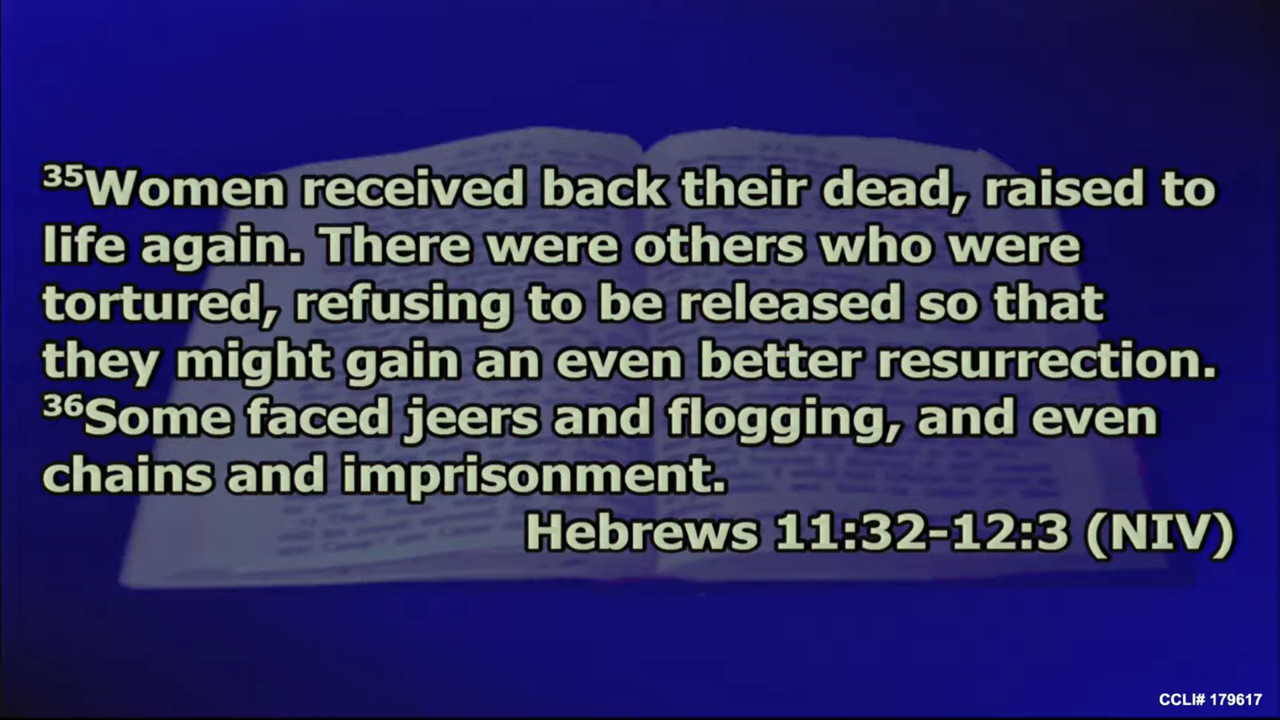 35Women received back their dead, raised to
life again. There were others who were
tortured, refusing to be released so that
they might gain an even better resurrection.
36Some faced jeers and flogging, and even
chains and imprisonment.
Hebrews 11:32-12:3 (NIV)
CCLI# 179617